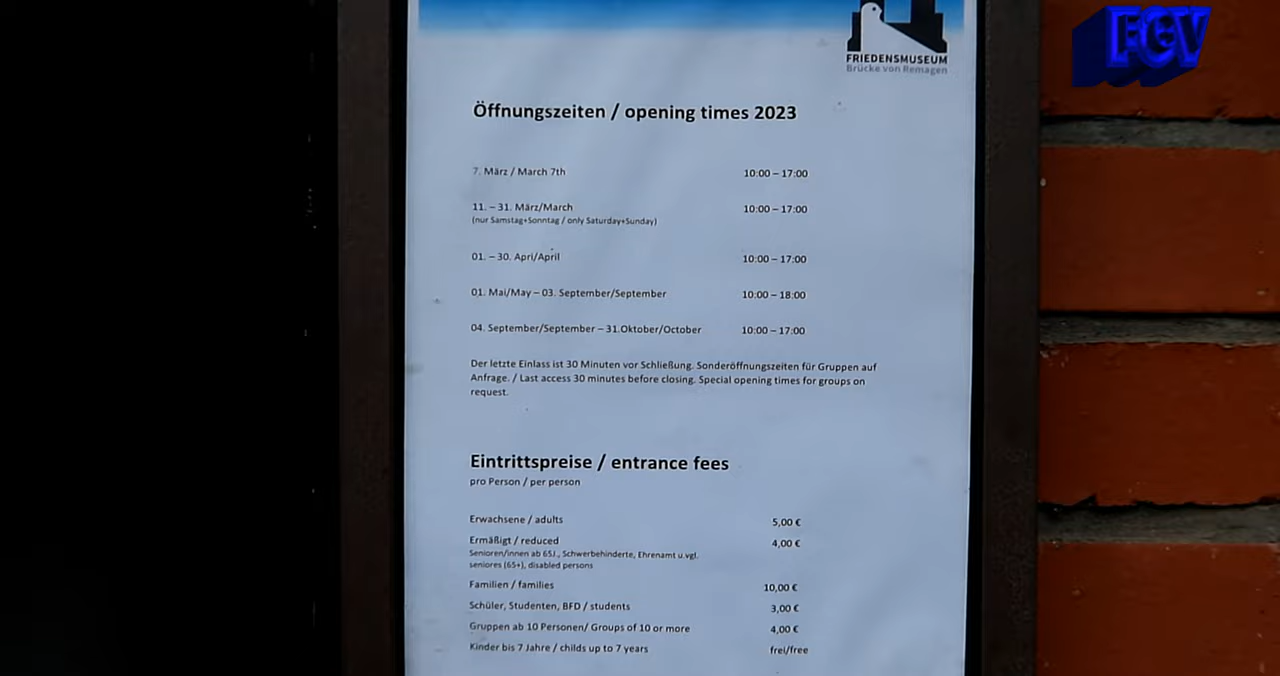 FGV
FRIEDENSMUSEUM
Brücke von Remagen
Öffnungszeiten / opening times 2023
7. März / March 7th 10:00 – 17:00
11. – 31. März/March 10:00 – 17:00
(nur Samstag+Sonntag / only Saturday+Sunday)
01. – 30. Apri/April 10:00 – 17:00
01. Mai/May – 03. September/September 10:00 – 18:00
04. September/September – 31.Oktober/October 10:00 – 17:00
Der letzte Einlass ist 30 Minuten vor Schließung. Sonderöffnungszeiten für Gruppen auf
Anfrage. / Last access 30 minutes before closing. Special opening times for groups on
request.
Eintrittspreise / entrance fees
pro Person / per person
Erwachsene / adults 5,00 €
Ermäßigt / reduced 4,00 €
Senioren/innen ab 65J., Schwerbehinderte, Ehrenamt u.vgl.
seniores (65+), disabled persons
Familien / families 10,00 €
Schüler, Studenten, BFD / students 3,00 €
Gruppen ab 10 Personen/ Groups of 10 or more 4,00 €
Kinder bis 7 Jahre / childs up to 7 years frei/free